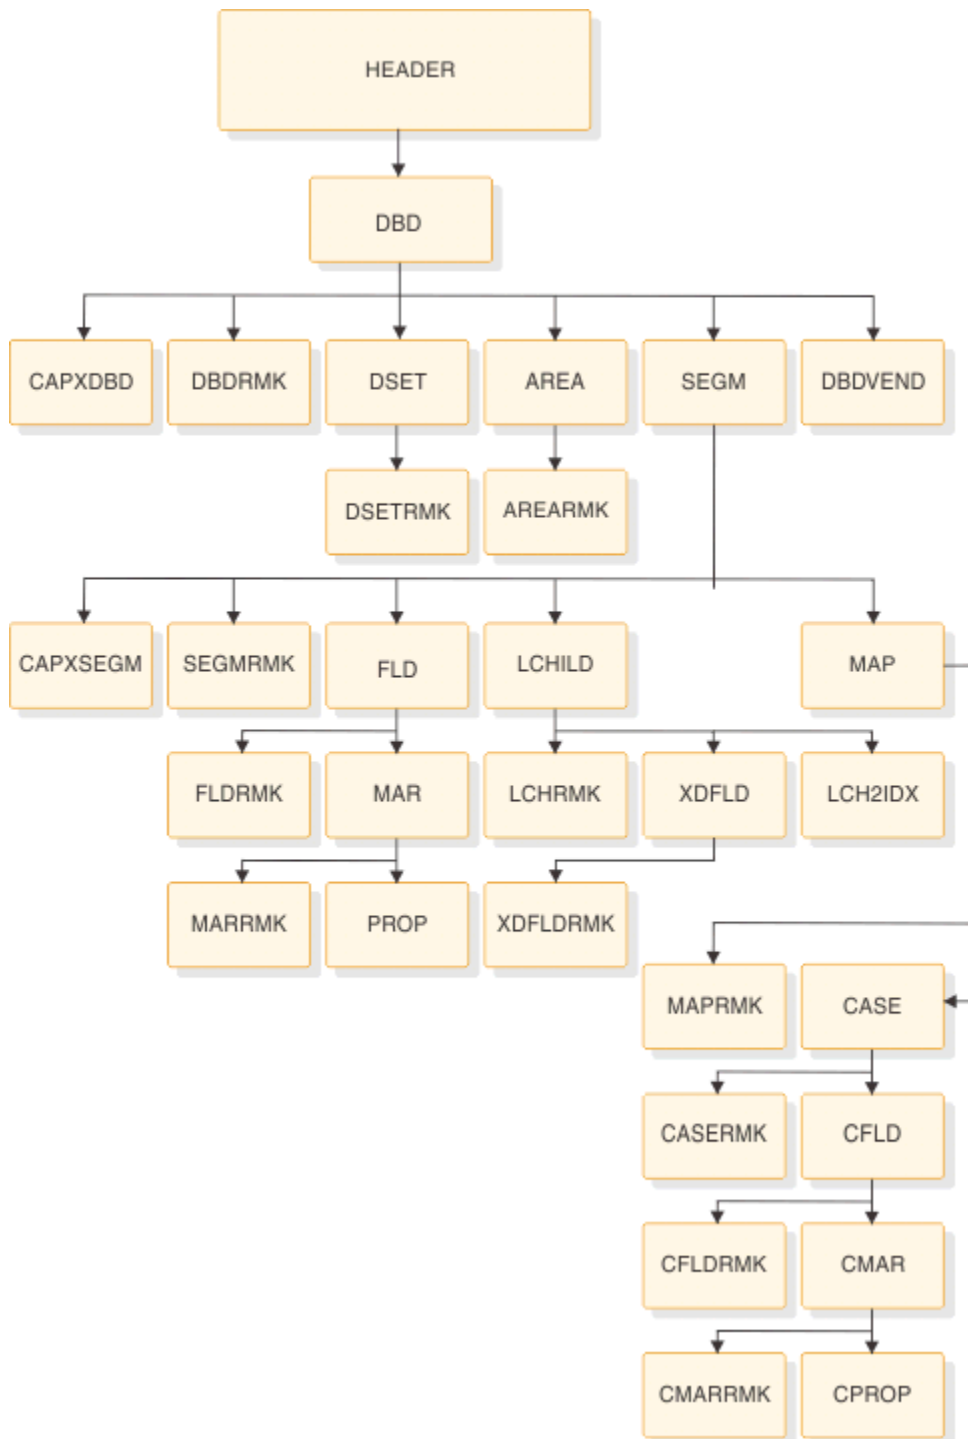 HEADER
DBD
CAPXDBD
DBDRMK
DSET
AREA
SEGM
DBDVEND
DSETRMK
AREARMK
CAPXSEGM
SEGMRMK
FLD
LCHILD
MAP
FLDRMK
MAR
LCHRMK
XDFLD
LCH2IDX
MARRMK
PROP
XDFLDRMK
MAPRMK
CASE
CASERMK
CFLD
CFLDRMK
CMAR
CMARRMK
CPROP